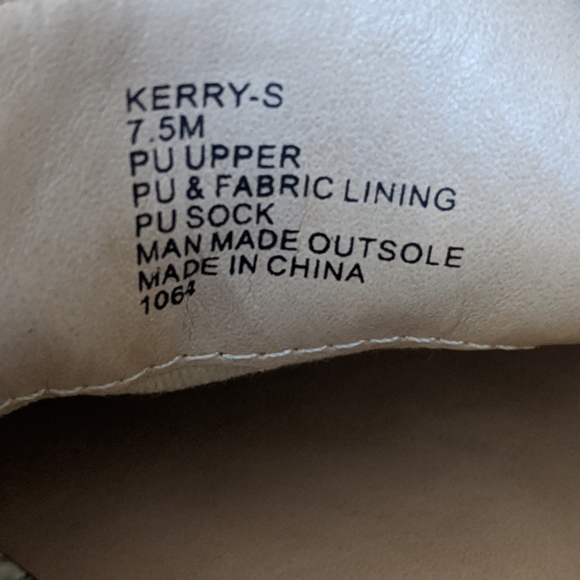 KERRY-S
7.5M
PU UPPER
PU & FABRIC LINING
PU SOCK
MAN MADE OUTSOLE
MADE IN CHINA
1064